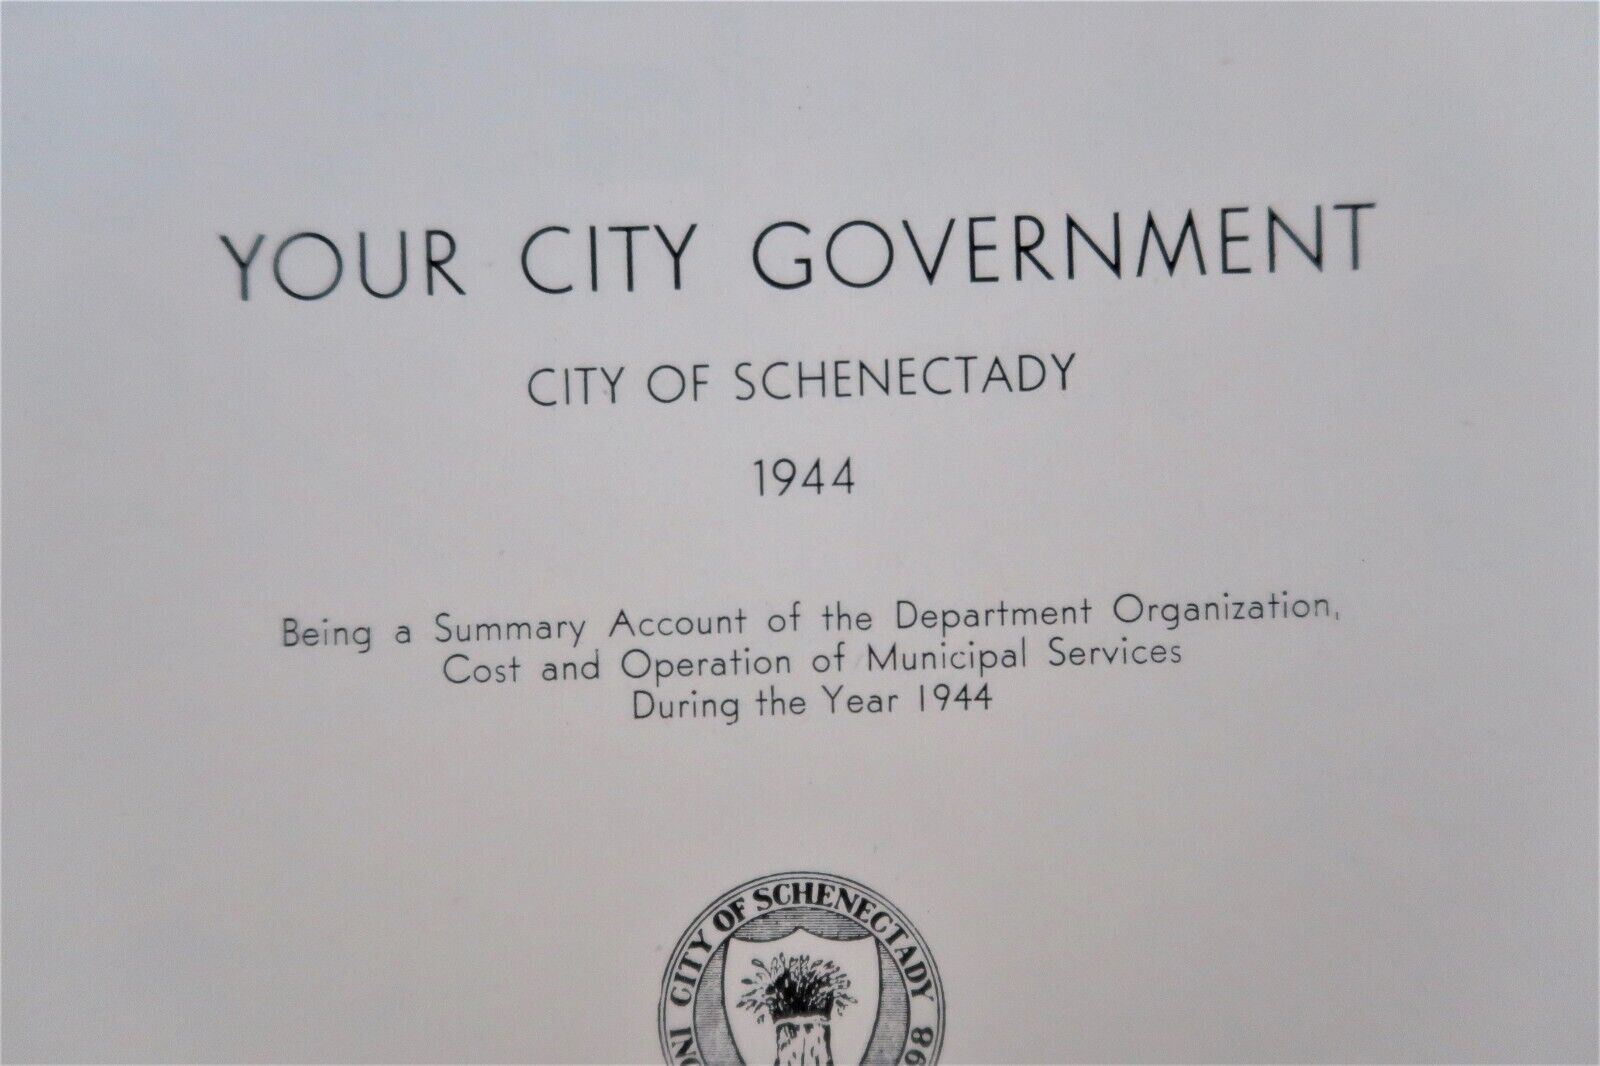 YOUR CITY GOVERNMENT
CITY OF SCHENECTADY
1944
Being a Summary Account of the Department Organization,
Cost and Operation of Municipal Services
During the Year 1944
CITY OF SCHENECTADY